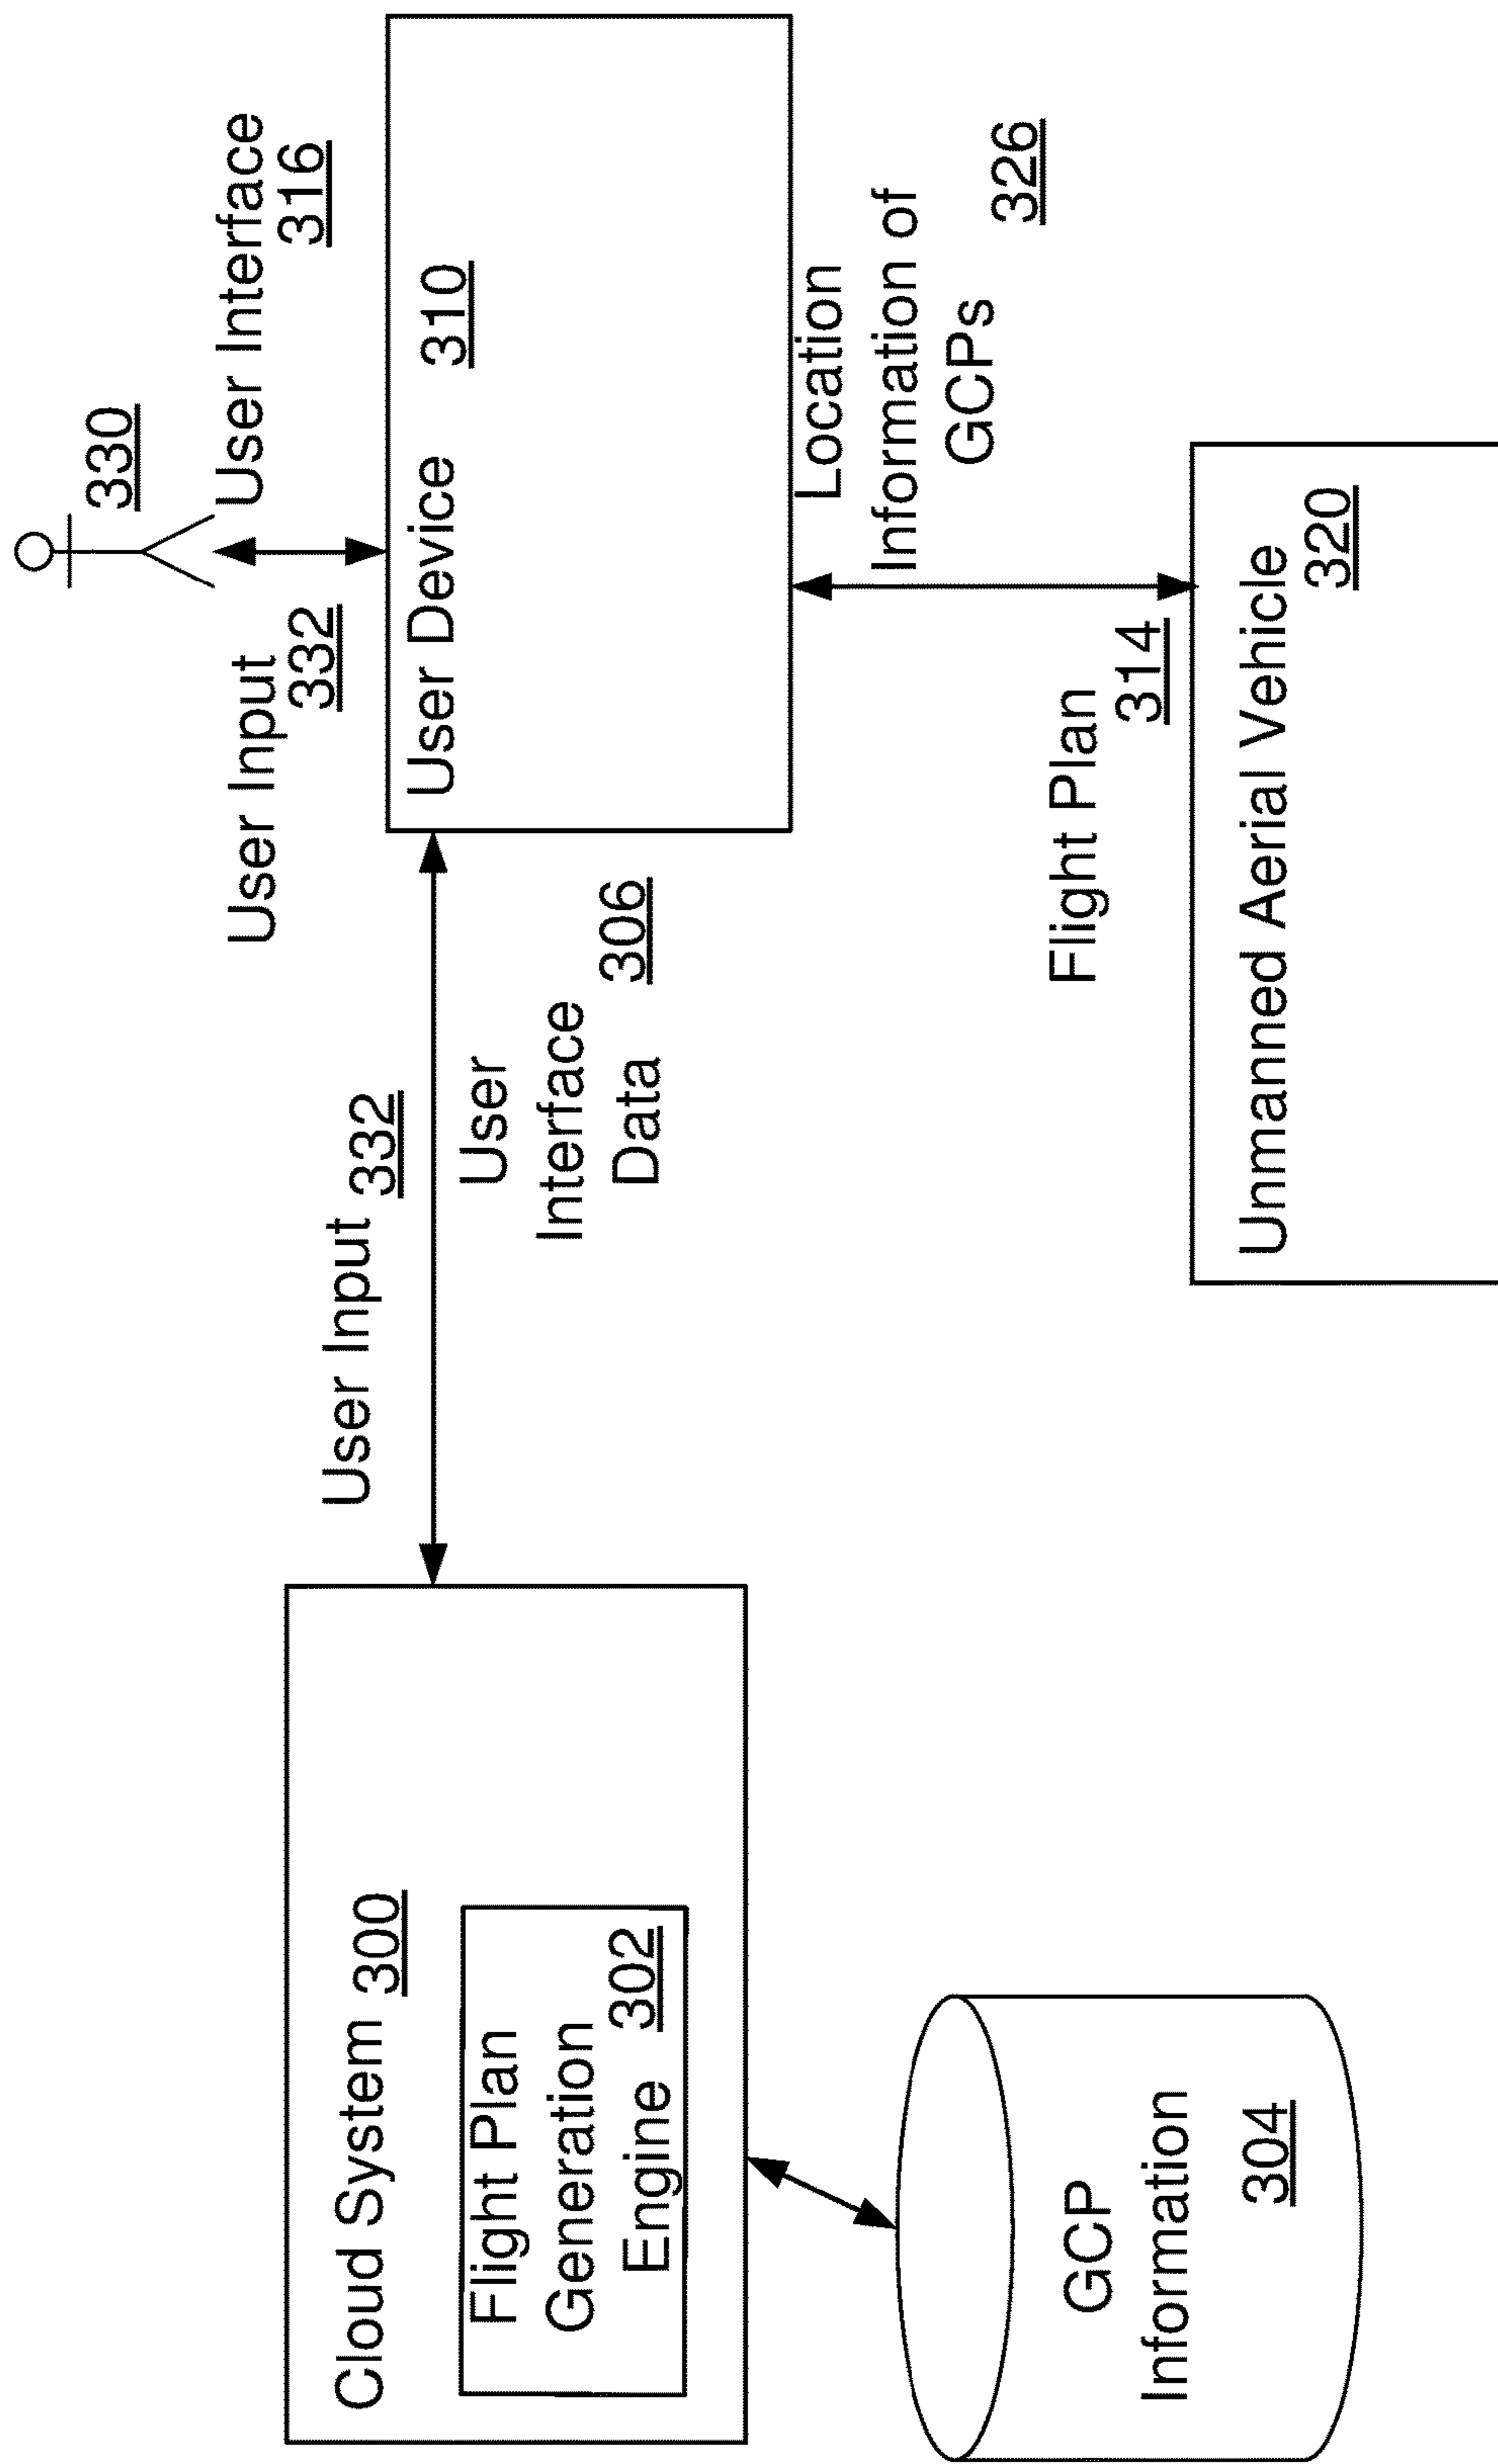 330
User Interface
316
User Input
332
User Device 310
User Input 332
User
Interface 306
Data
Location
Information of
GCPs 326
Flight Plan
314
Unmanned Aerial Vehicle
320
Cloud System 300
Flight Plan
Generation
Engine 302
GCP
Information
304